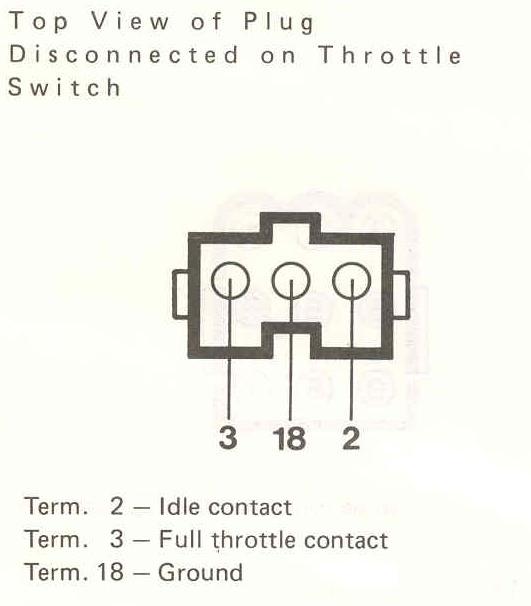 Top View of Plug
Disconnected on Throttle
Switch
3 18 2
Term. 2 — Idle contact
Term. 3 — Full throttle contact
Term. 18 — Ground